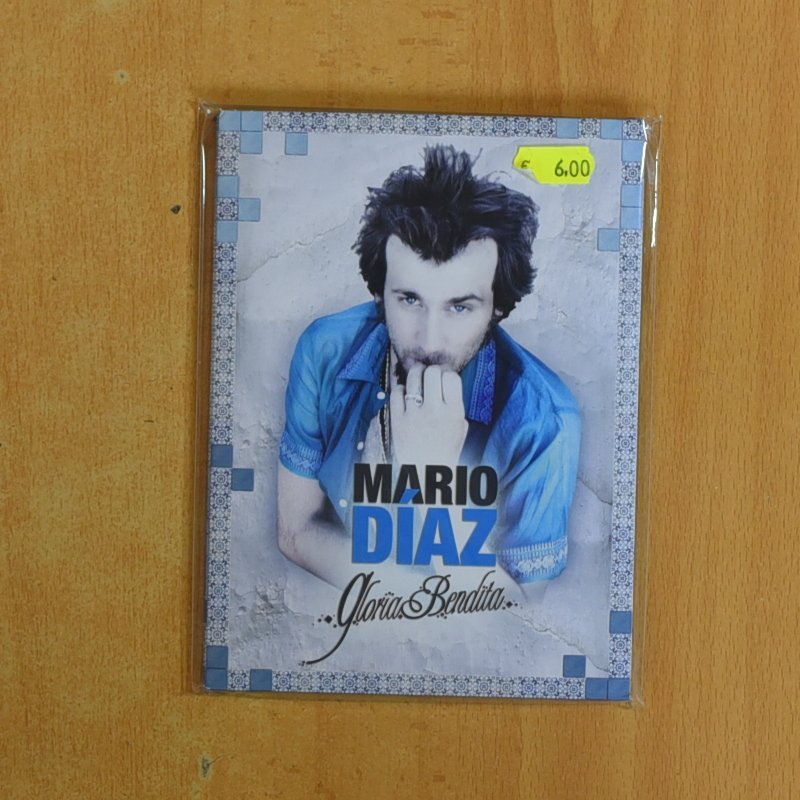 € 6,00
MARIO
DÍAZ
Gloria Bendita